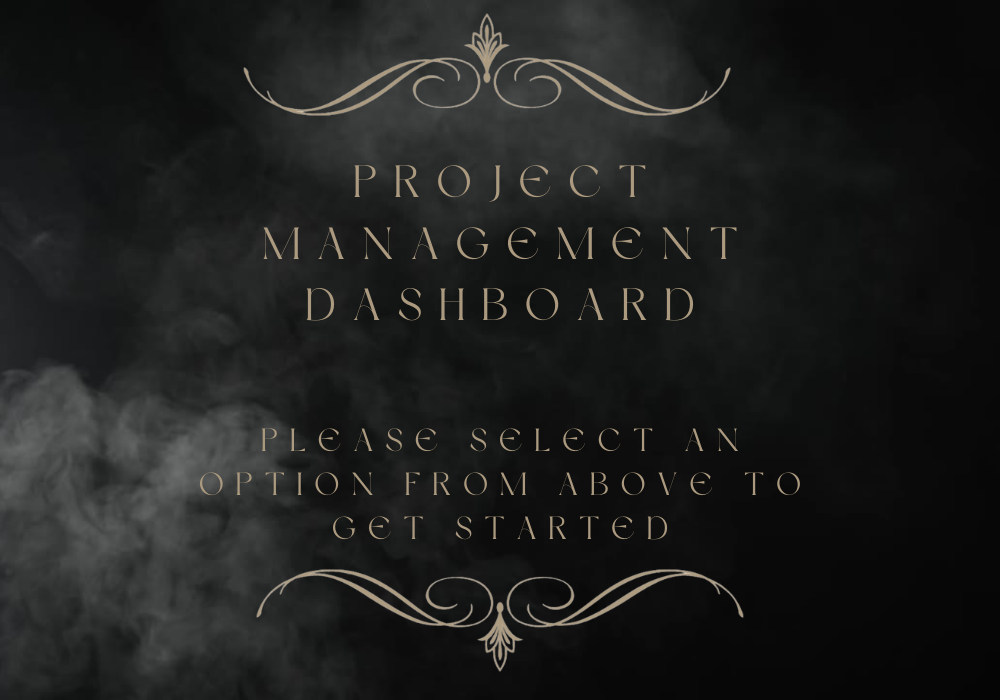 PROJECT
MANAGEMENT
DASHBOARD
PLEASE SELECT AN
OPTION FROM ABOVE TO
GET STARTED